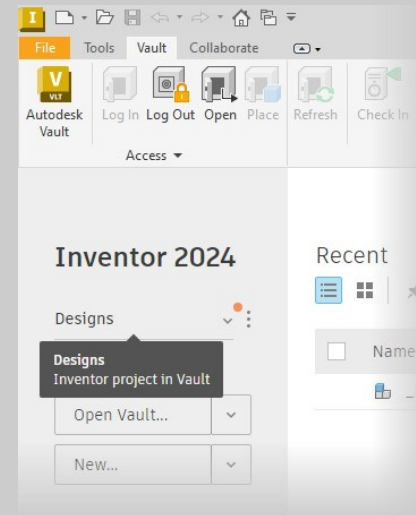 File Tools Vault Collaborate
V
VLT
Autodesk Vault Log In Log Out Open Place Refresh Check In
Access
Inventor 2024
Recent
Designs
Designs
Inventor project in Vault
Name
Open Vault...
New...